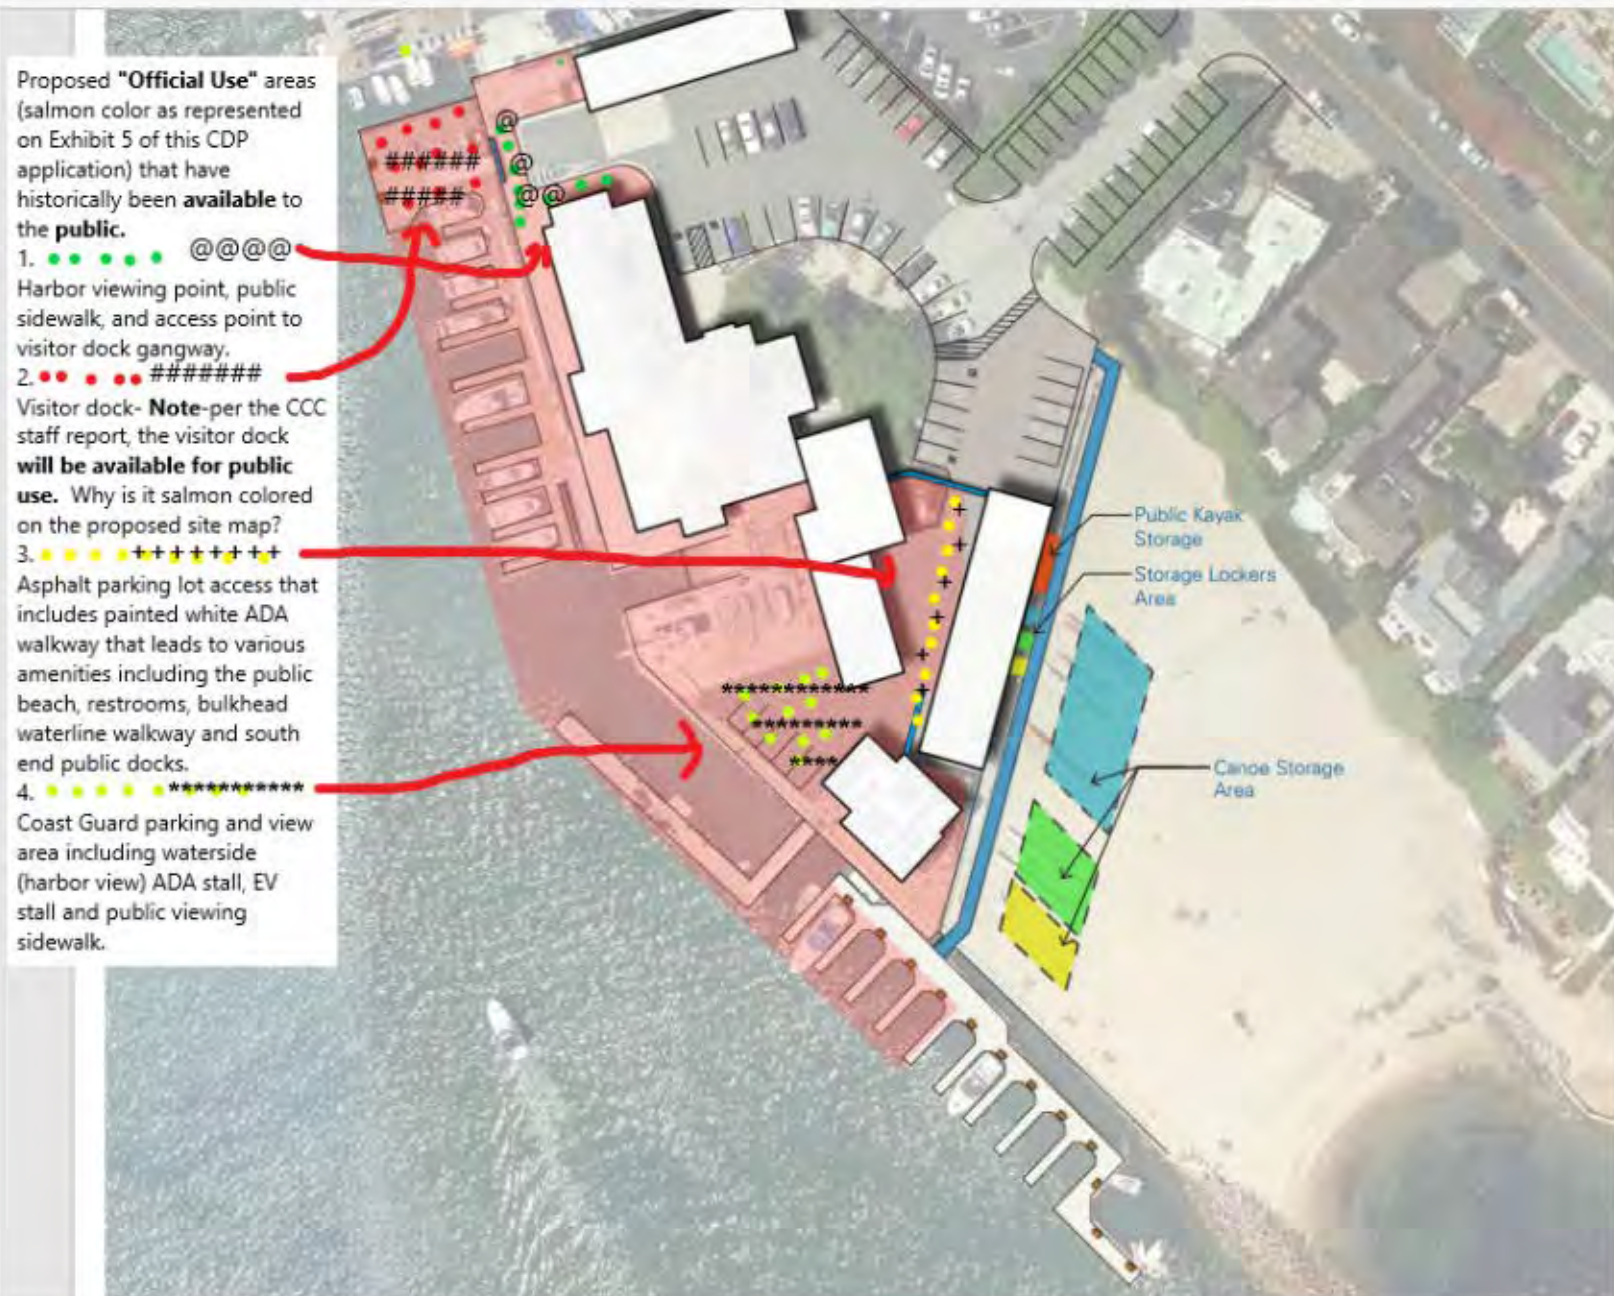 Proposed "Official Use" areas
(salmon color as represented
on Exhibit 5 of this CDP
application) that have
historically been available to
the public.
1. @@@@
Harbor viewing point, public
sidewalk, and access point to
visitor dock gangway.
2. #######
Visitor dock- Note-per the CCC
staff report, the visitor dock
will be available for public
use. Why is it salmon colored
on the proposed site map?
3. ++++++++
Asphalt parking lot access that
includes painted white ADA
walkway that leads to various
amenities including the public
beach, restrooms, bulkhead
waterline walkway and south
end public docks.
4. ***********
Coast Guard parking and view
area including waterside
(harbor view) ADA stall, EV
stall and public viewing
sidewalk.
@
######
@
#####
@@
+
+
+
+
+
+
************
*********
****
Public Kayak
Storage
Storage Lockers
Area
Canoe Storage
Area